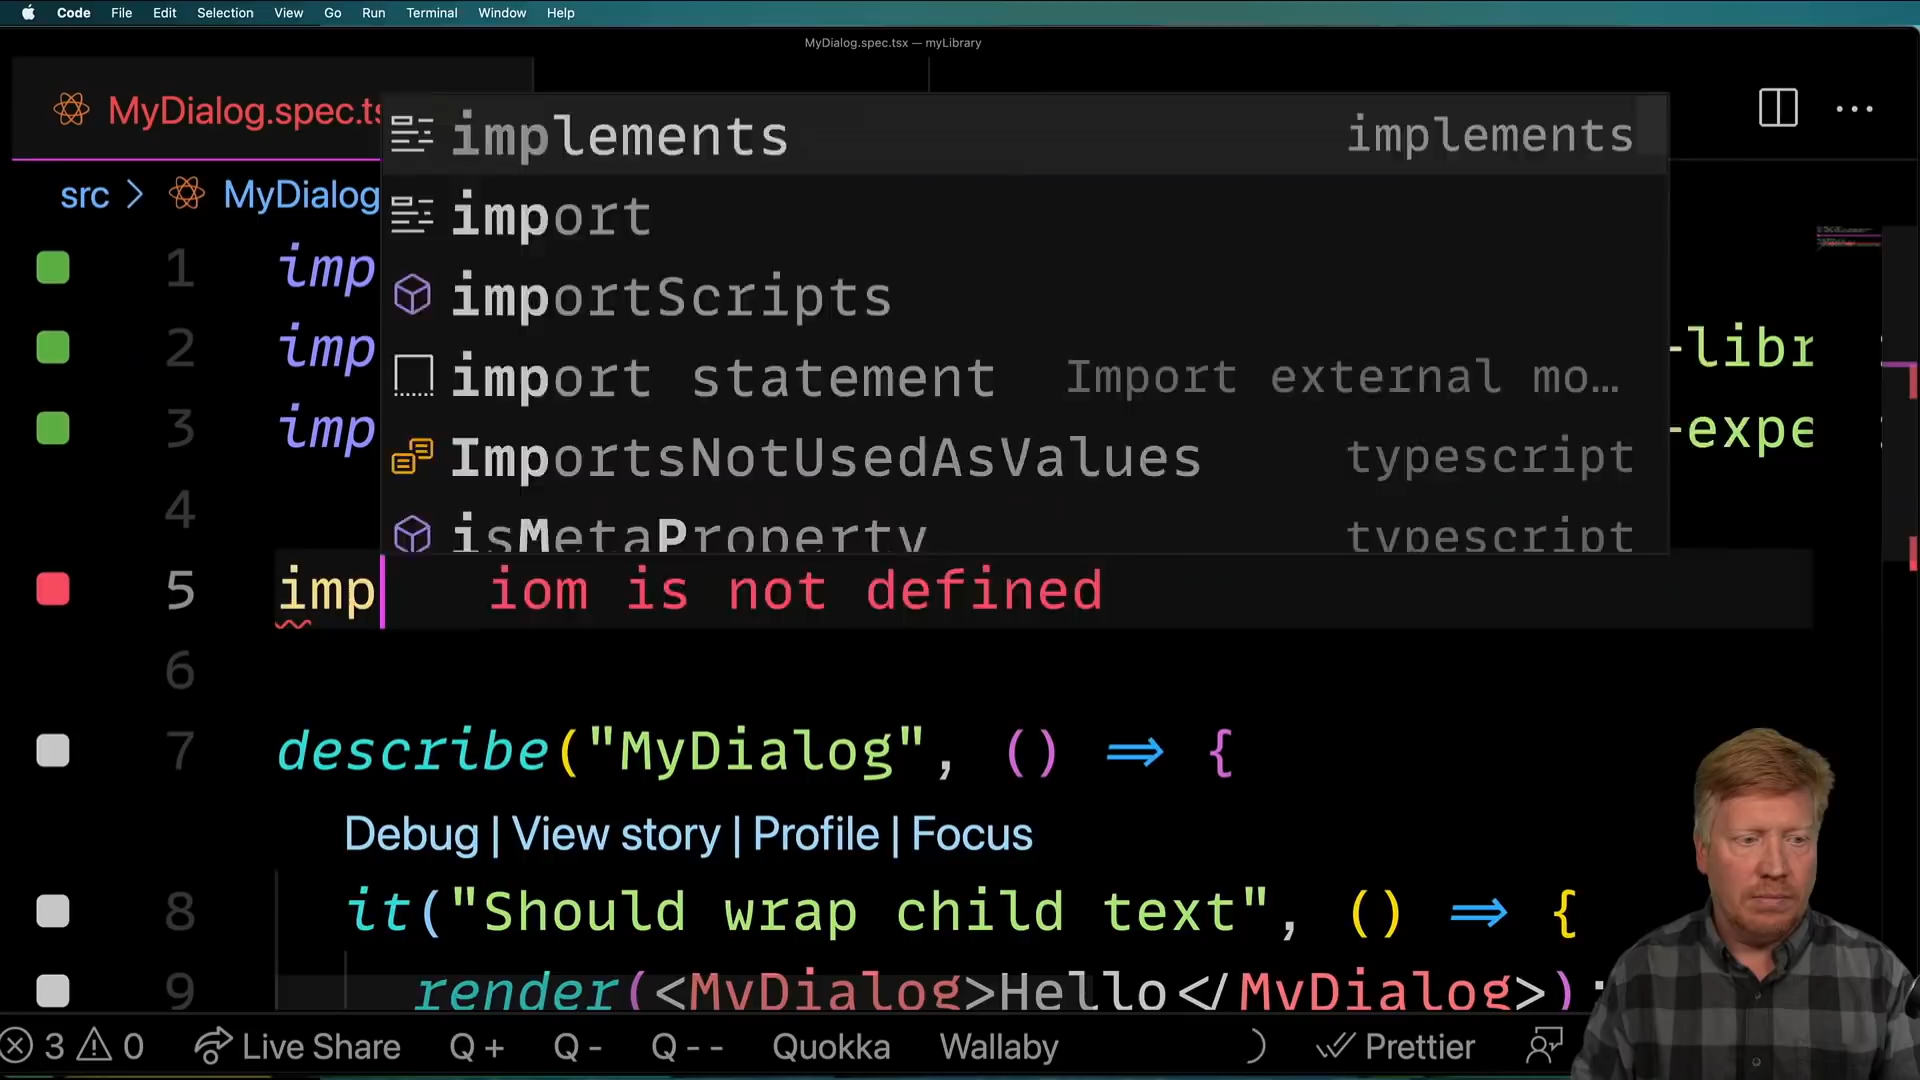 Code File Edit Selection View Go Run Terminal Window Help
MyDialog.spec.tsx — myLibrary
MyDialog.spec.ts
implements implements
src > MyDialog
import
1 imp
importScripts
2 imp -libr
import statement Import external mo...
3 imp -expe
ImportsNotUsedAsValues typescript
4
isMetaProperty typescript
5 imp iom is not defined
6
7 describe("MyDialog", () => {
Debug | View story | Profile | Focus
8 it("Should wrap child text", () => {
9 render(<MyDialog>Hello</MyDialog>);
3 0 Live Share Q + Q - Q - - Quokka Wallaby Prettier